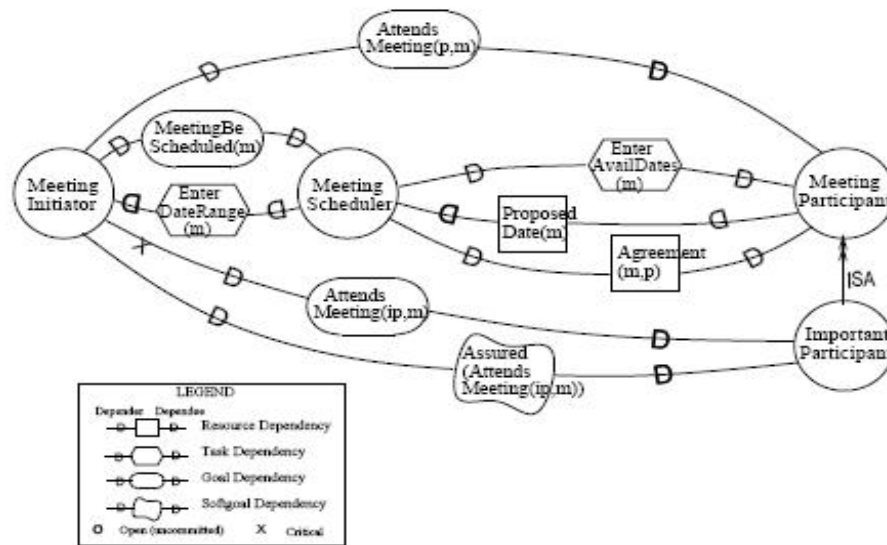 Attends
Meeting(p,m)
D
D
MeetingBe
Scheduled(m)
D
D
Enter
DateRange
(m)
D
D
Meeting
Initiator
Meeting
Scheduler
Enter
AvailDates
(m)
D
D
Proposed
Date(m)
D
D
Agreement
(m,p)
D
D
Meeting
Participant
ISA
X
Attends
Meeting(ip,m)
D
D
Important
Participant
Assured
(Attends
Meeting(ip,m))
D
D
LEGEND
Depender Dependee
D D Resource Dependency
D D Task Dependency
D D Goal Dependency
D D Softgoal Dependency
O Open (uncommitted) X Critical